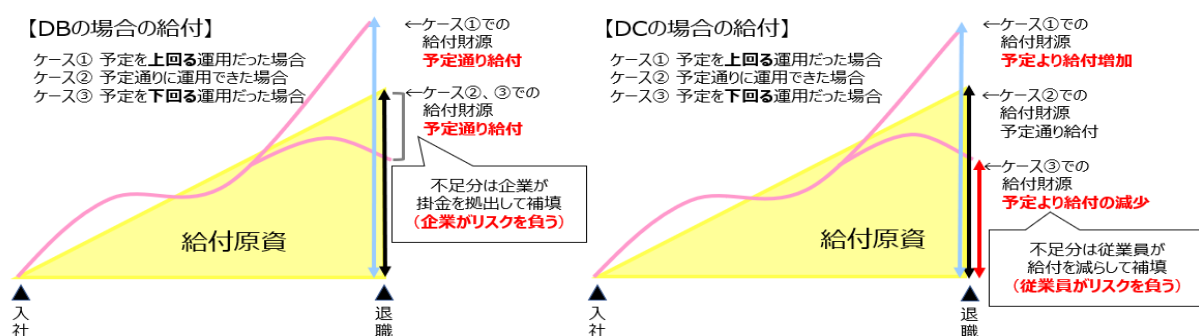 【DBの場合の給付】
ケース① 予定を上回る運用だった場合
ケース② 予定通りに運用できた場合
ケース③ 予定を下回る運用だった場合
←ケース①での
給付財源
予定通り給付
←ケース②、③での
給付財源
予定通り給付
不足分は企業が
掛金を拠出して補填
（企業がリスクを負う）
給付原資
▲
入社
▲
退職
【DCの場合の給付】
ケース① 予定を上回る運用だった場合
ケース② 予定通りに運用できた場合
ケース③ 予定を下回る運用だった場合
←ケース①での
給付財源
予定より給付増加
←ケース②での
給付財源
予定通り給付
←ケース③での
給付財源
予定より給付の減少
不足分は従業員が
給付を減らして補填
（従業員がリスクを負う）
給付原資
▲
入社
▲
退職